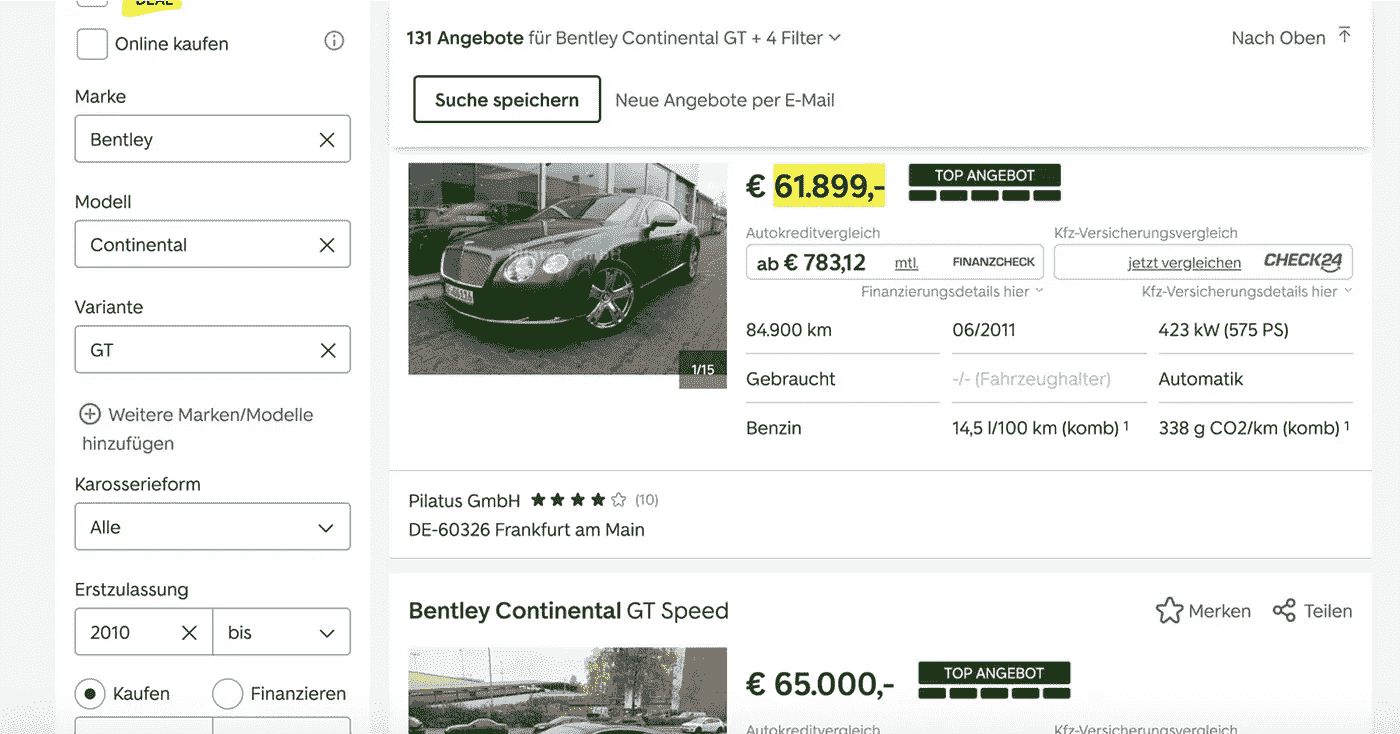 DEAL
Online kaufen
Marke
Bentley
Modell
Continental
Variante
GT
Weitere Marken/Modelle
hinzufügen
Karosserieform
Alle
Erstzulassung
2010 bis
Kaufen Finanzieren
131 Angebote für Bentley Continental GT + 4 Filter
Nach Oben
Suche speichern Neue Angebote per E-Mail
€ 61.899,- TOP ANGEBOT
Autokreditvergleich Kfz-Versicherungsvergleich
ab € 783,12 mtl. FINANZCHECK jetzt vergleichen CHECK24
Finanzierungsdetails hier Kfz-Versicherungsdetails hier
84.900 km 06/2011 423 kW (575 PS)
1/15
Gebraucht -/- (Fahrzeughalter) Automatik
Benzin 14,5 l/100 km (komb) 1 338 g CO2/km (komb) 1
Pilatus GmbH (10)
DE-60326 Frankfurt am Main
Bentley Continental GT Speed Merken Teilen
€ 65.000,- TOP ANGEBOT
Autokreditvergleich Kfz-Versicherungsvergleich